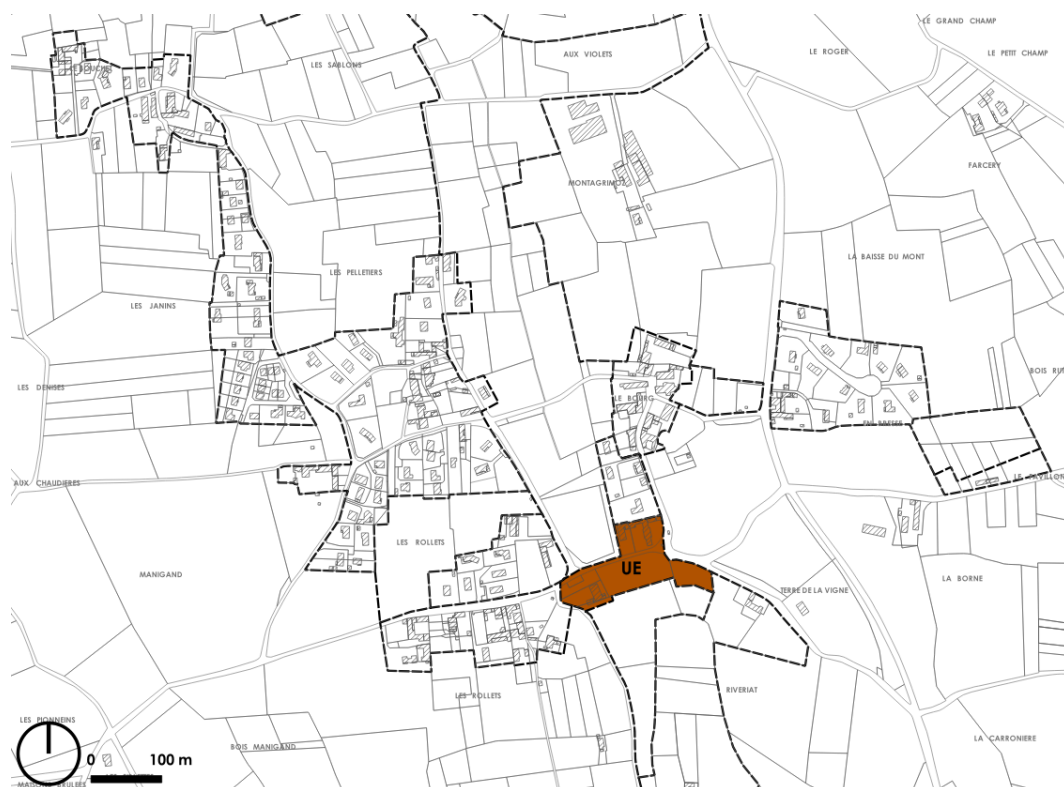 LE GRAND CHAMP
AUX VIOLETS
LE ROGER
LE PETIT CHAMP
LES SABLONS
FARCERY
MONTAGRIMOZ
LA BAISSE DU MONT
LES PELLETIERS
LES JANINS
LES DENISES
LE BOURG
AUX CHAUDIERES
LES ROLLETS
MANIGAND
UE
LA BORNE
TERRE DE LA VIGNE
LES ROLLETS
RIVERIAT
LES PIONNEINS
BOIS MANIGAND
LA CARRONIERE
0 100 m